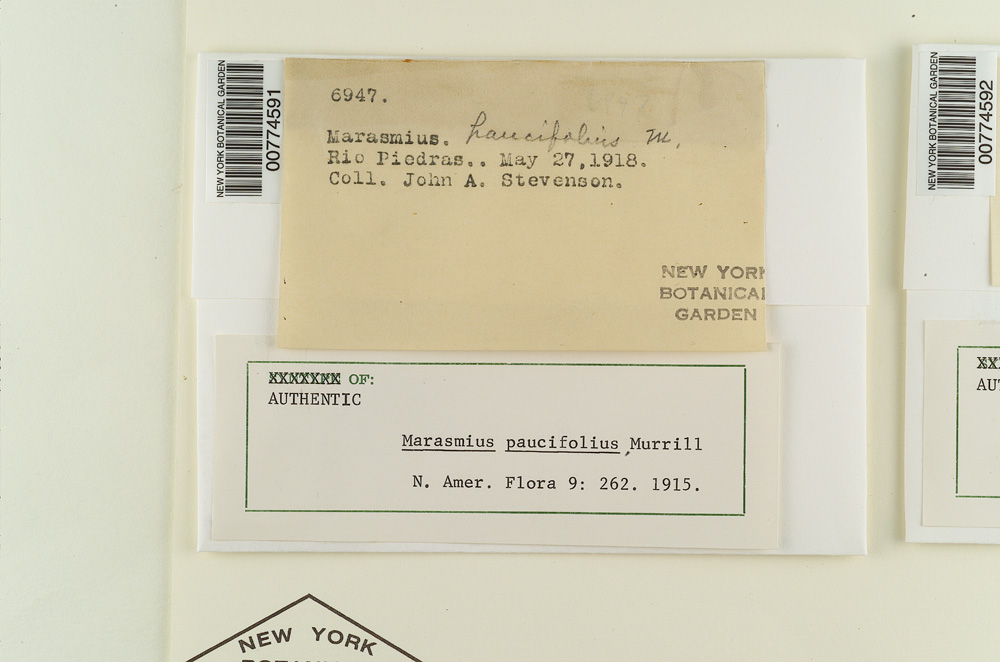 NEW YORK BOTANICAL GARDEN
00774591
6947.
Marasmius. paucifolius M.
Rio Piedras.. May 27,1918.
Coll. John A. Stevenson.
NEW YORK
BOTANICAL
GARDEN
XXXXXXX OF:
AUTHENTIC
Marasmius paucifolius, Murrill
N. Amer. Flora 9: 262. 1915.
NEW YORK BOTANICAL GARDEN
00774592
XX
AU
NEW YORK